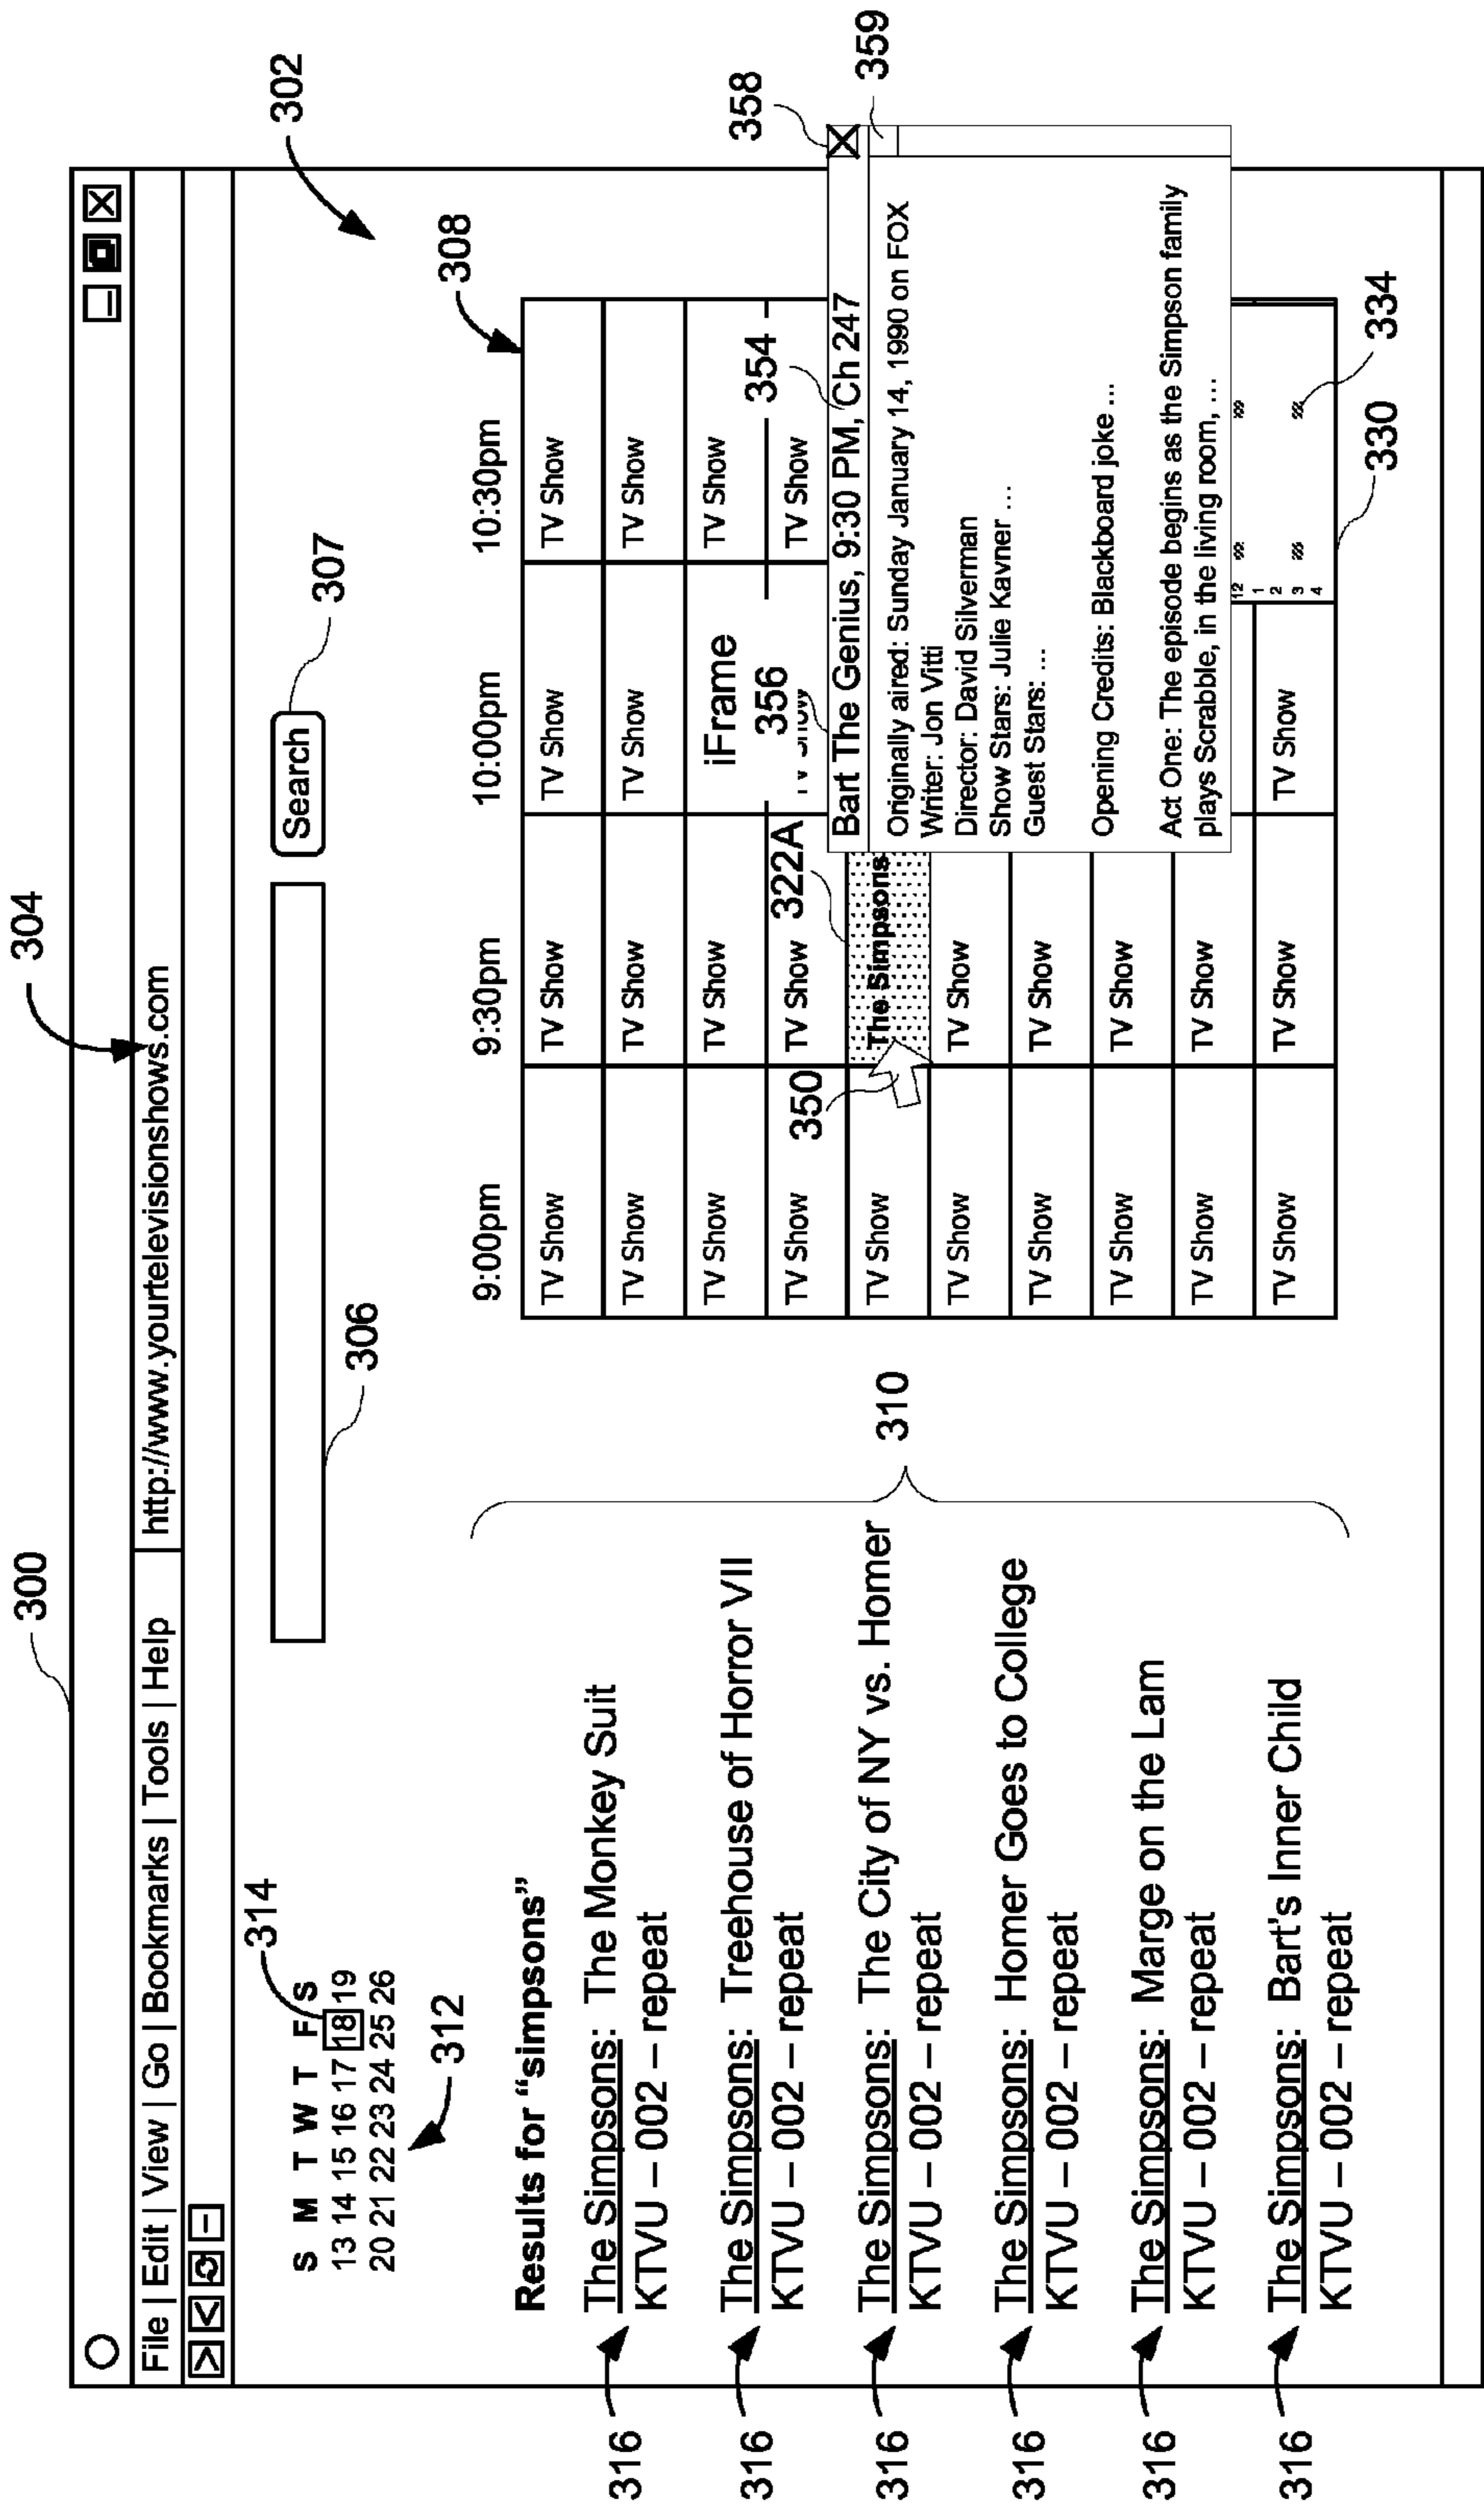 300
304
302
File | Edit | View | Go | Bookmarks | Tools | Help
http://www.yourtelevisionshows.com
314
S M T W T F S
13 14 15 16 17 18 19
20 21 22 23 24 25 26
312
306
Search
307
308
Results for “simpsons”
316
The Simpsons: The Monkey Suit
KTVU – 002 – repeat
316
The Simpsons: Treehouse of Horror VII
KTVU – 002 – repeat
316
The Simpsons: The City of NY vs. Homer
KTVU – 002 – repeat
316
The Simpsons: Homer Goes to College
KTVU – 002 – repeat
316
The Simpsons: Marge on the Lam
KTVU – 002 – repeat
316
The Simpsons: Bart's Inner Child
KTVU – 002 – repeat
310
9:00pm 9:30pm 10:00pm 10:30pm
TV Show TV Show TV Show TV Show
TV Show TV Show TV Show TV Show
TV Show TV Show iFrame TV Show
354
358
359
356
322A
350
TV Show TV Show TV Show TV Show
TV Show The Simpsons
TV Show TV Show
TV Show TV Show
TV Show TV Show
TV Show TV Show
TV Show TV Show TV Show
Bart The Genius, 9:30 PM, Ch 247
Originally aired: Sunday January 14, 1990 on FOX
Writer: Jon Vitti
Director: David Silverman
Show Stars: Julie Kavner ...
Guest Stars: ...
Opening Credits: Blackboard joke ...
Act One: The episode begins as the Simpson family
plays Scrabble, in the living room, ...
12
1
2
3
4
334
330